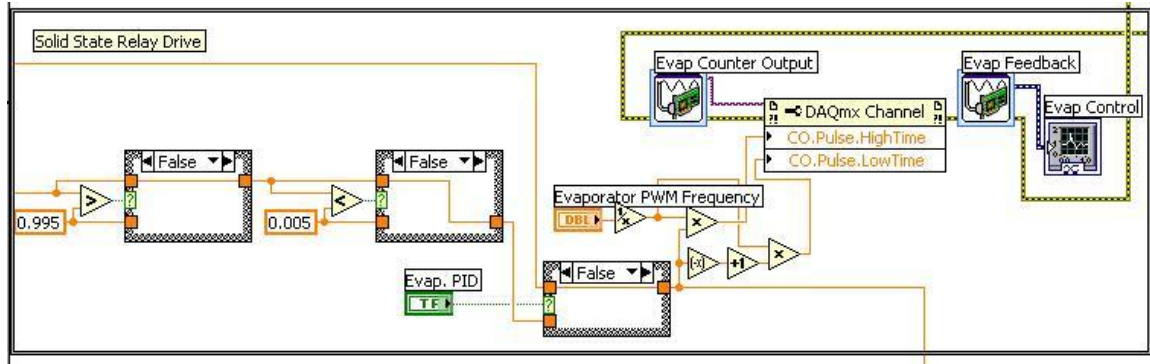 Solid State Relay Drive
Evap Counter Output
Evap Feedback
DAQmx Channel
Evap Control
CO.Pulse.HighTime
CO.Pulse.LowTime
False
False
>
?
<
?
Evaporator PWM Frequency
DBL
1/x
x
0.995
0.005
-x
+1
x
False
Evap. PID
TF
?